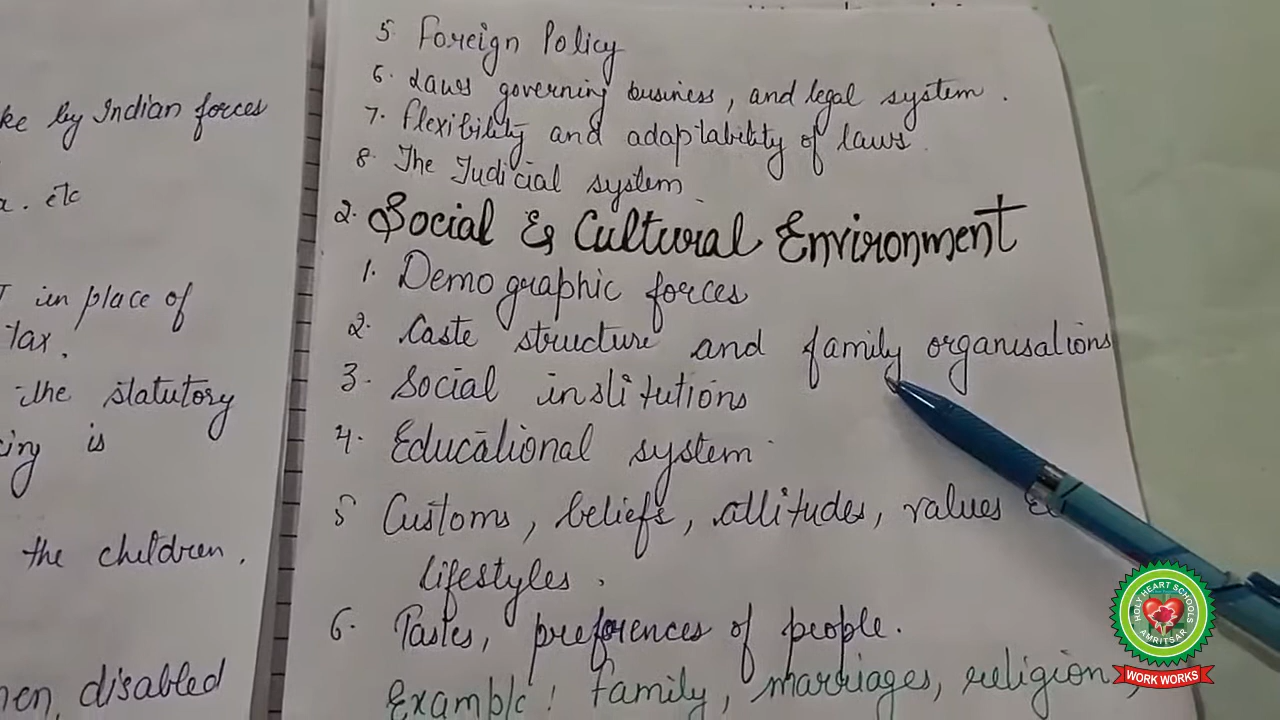 ke by Indian forces
a. etc
T in place of
Tax.
the statutory
ing is
the children.
men, disabled
5. Foreign Policy
6. Laws governing business, and legal system.
7. Flexibility and adaptability of laws.
8. The Judicial system
2. Social & Cultural Environment
1. Demographic forces
2. Caste structure and family organisations
3. Social institutions
4. Educational system
5 Customs, beliefs, attitudes, values &
lifestyles.
6. Tastes, preferences of people.
Example: Family, marriages, religion,
HOLY HEART SCHOOLS
AMRITSAR
WORK WORKS